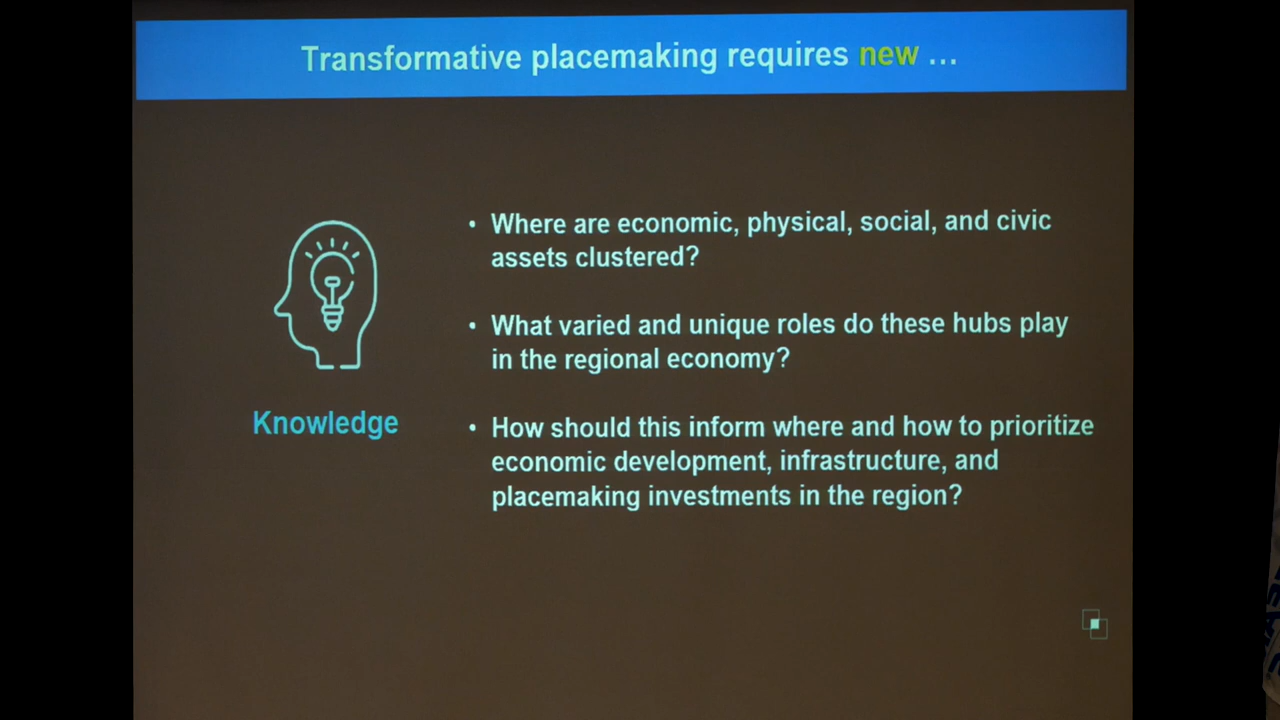 Transformative placemaking requires new ...
• Where are economic, physical, social, and civic
assets clustered?
• What varied and unique roles do these hubs play
in the regional economy?
Knowledge
• How should this inform where and how to prioritize
economic development, infrastructure, and
placemaking investments in the region?